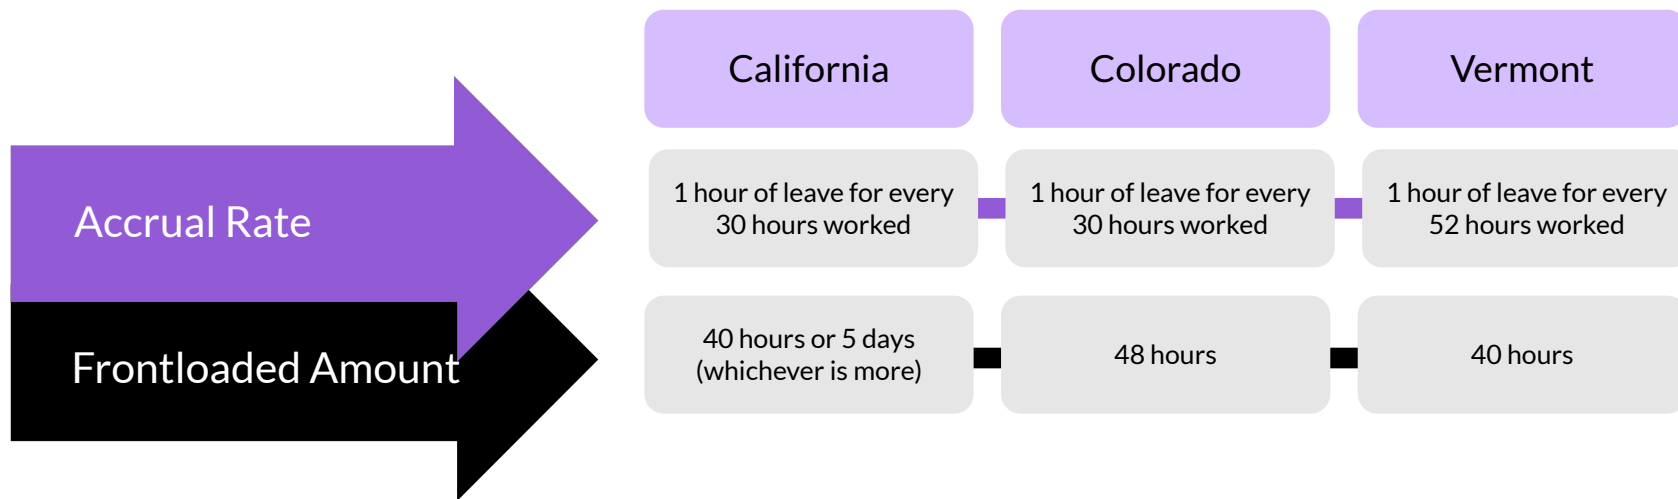 California
Colorado
Vermont
Accrual Rate
1 hour of leave for every
30 hours worked
1 hour of leave for every
30 hours worked
1 hour of leave for every
52 hours worked
Frontloaded Amount
40 hours or 5 days
(whichever is more)
48 hours
40 hours